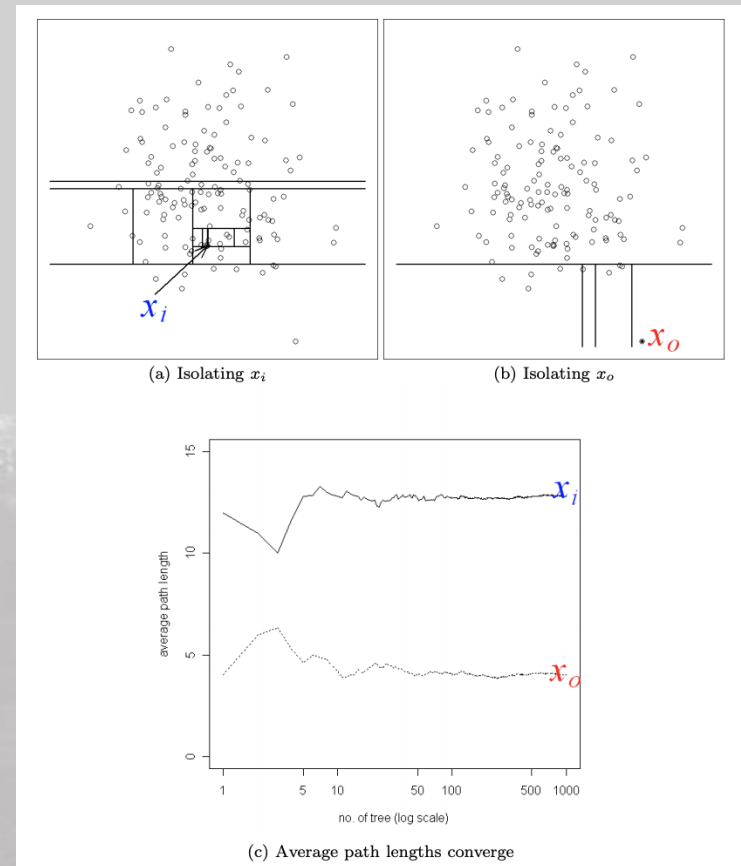 x_i
x_o
(a) Isolating x_i
(b) Isolating x_o
15
10
5
0
average path length
x_i
x_o
1 5 10 50 100 500 1000
no. of tree (log scale)
(c) Average path lengths converge